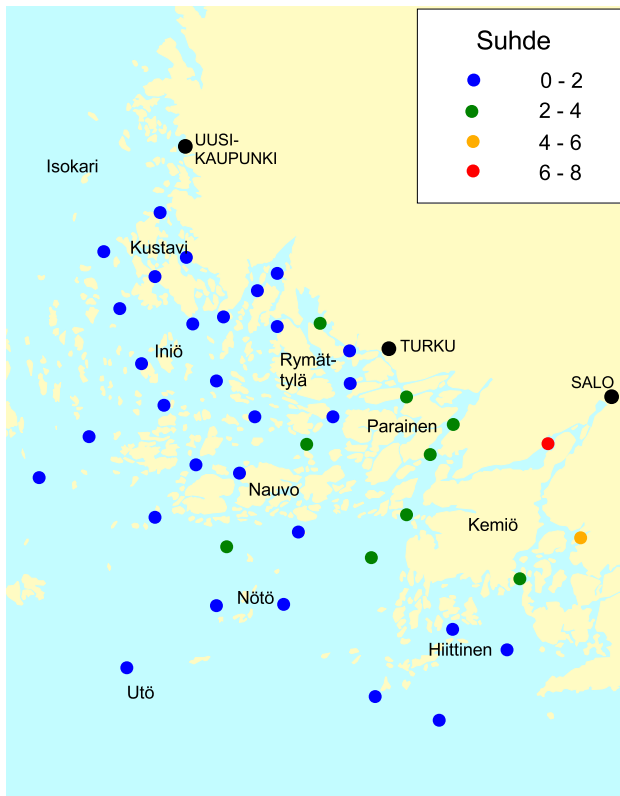 Suhde
0 - 2
2 - 4
4 - 6
6 - 8
UUSI-
KAUPUNKI
Isokari
Kustavi
Iniö
Rymät-
tylä
TURKU
SALO
Parainen
Nauvo
Kemiö
Nötö
Hiittinen
Utö